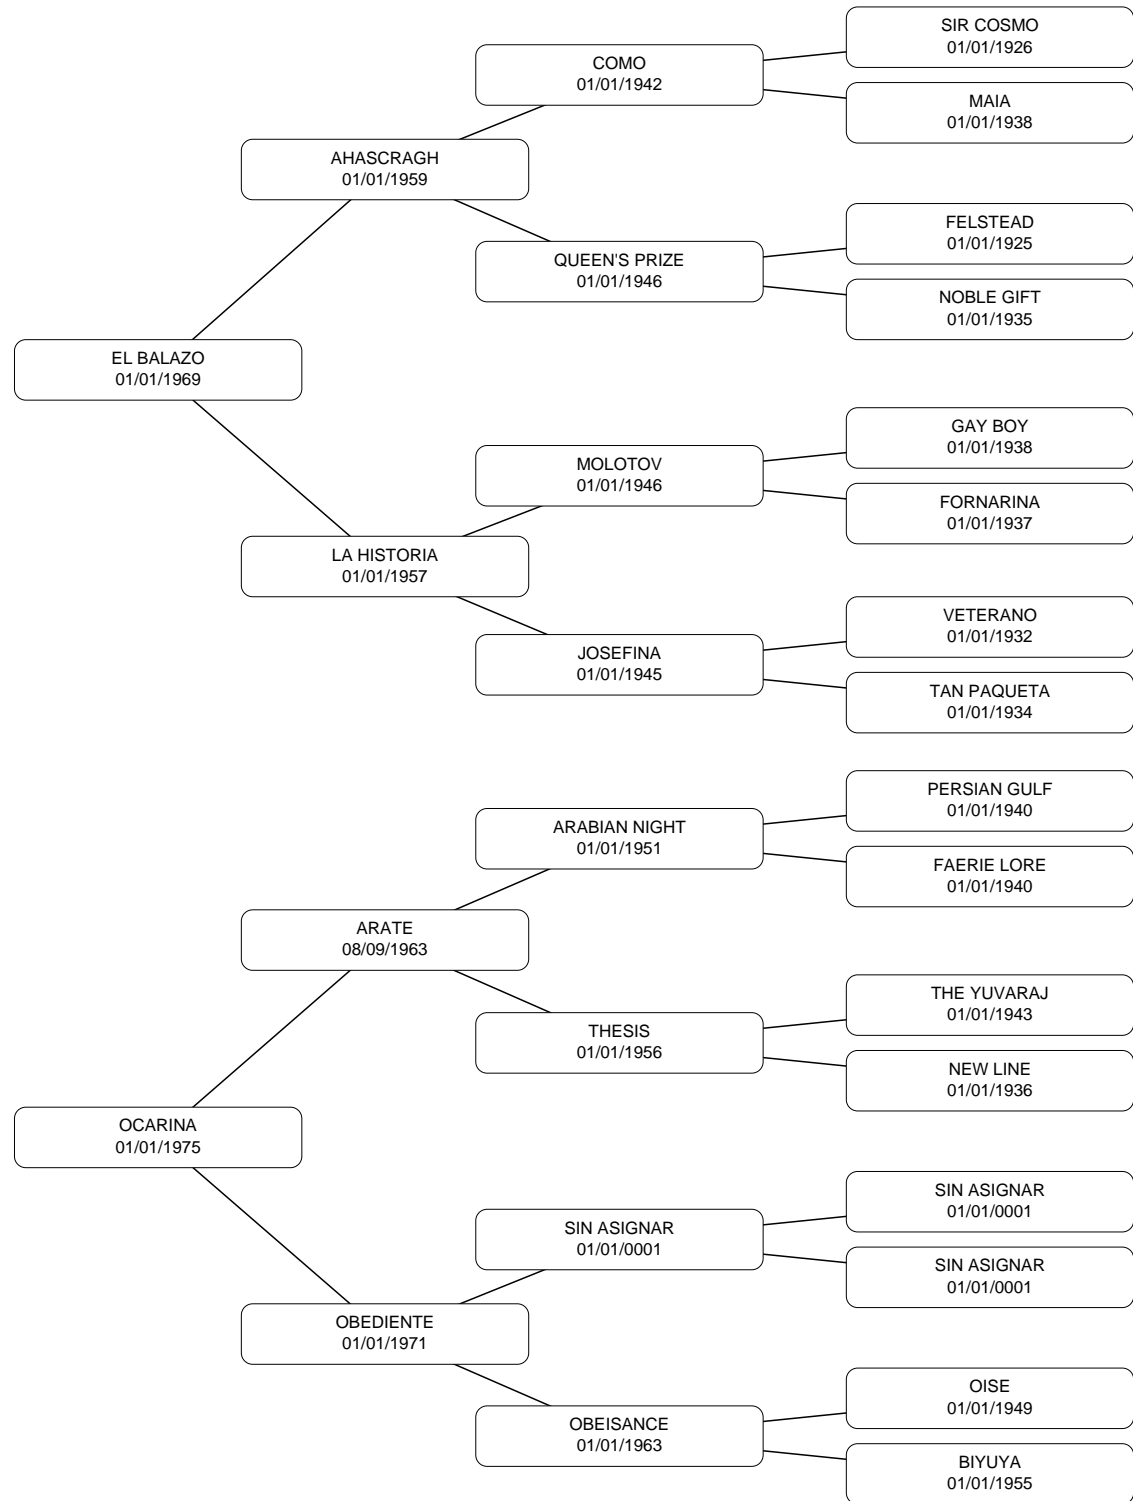 SIR COSMO
01/01/1926
COMO
01/01/1942
MAIA
01/01/1938
AHASCRAGH
01/01/1959
FELSTEAD
01/01/1925
QUEEN'S PRIZE
01/01/1946
NOBLE GIFT
01/01/1935
EL BALAZO
01/01/1969
GAY BOY
01/01/1938
MOLOTOV
01/01/1946
FORNARINA
01/01/1937
LA HISTORIA
01/01/1957
VETERANO
01/01/1932
JOSEFINA
01/01/1945
TAN PAQUETA
01/01/1934
PERSIAN GULF
01/01/1940
ARABIAN NIGHT
01/01/1951
FAERIE LORE
01/01/1940
ARATE
08/09/1963
THE YUVARAJ
01/01/1943
THESIS
01/01/1956
NEW LINE
01/01/1936
OCARINA
01/01/1975
SIN ASIGNAR
01/01/0001
SIN ASIGNAR
01/01/0001
SIN ASIGNAR
01/01/0001
OBEDIENTE
01/01/1971
OISE
01/01/1949
OBEISANCE
01/01/1963
BIYUYA
01/01/1955